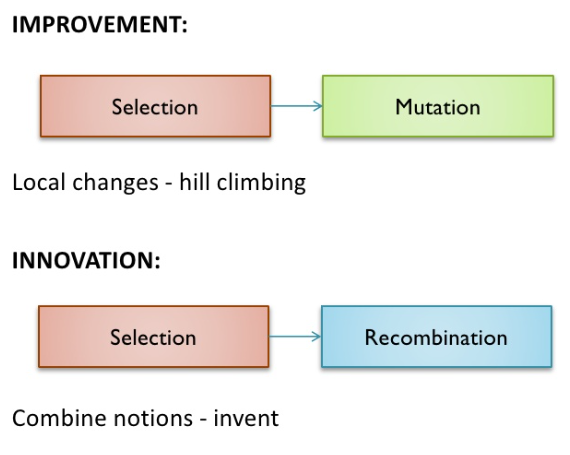 IMPROVEMENT:
Selection
Mutation
Local changes - hill climbing
INNOVATION:
Selection
Recombination
Combine notions - invent